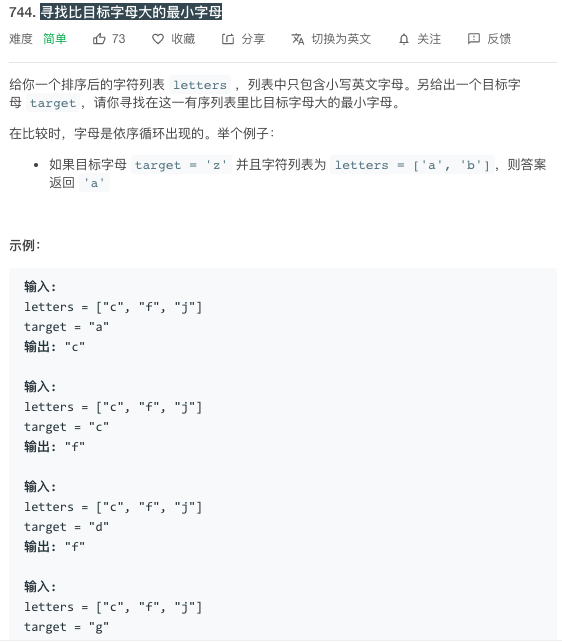 744. 寻找比目标字母大的最小字母
难度 简单 73 收藏 分享 切换为英文 关注 反馈
给你一个排序后的字符列表 letters ，列表中只包含小写英文字母。另给出一个目标字
母 target，请你寻找在这一有序列表里比目标字母大的最小字母。
在比较时，字母是依序循环出现的。举个例子：
• 如果目标字母 target = 'z' 并且字符列表为 letters = ['a', 'b']，则答案
返回 'a'
示例：
输入:
letters = ["c", "f", "j"]
target = "a"
输出: "c"
输入:
letters = ["c", "f", "j"]
target = "c"
输出: "f"
输入:
letters = ["c", "f", "j"]
target = "d"
输出: "f"
输入:
letters = ["c", "f", "j"]
target = "g"